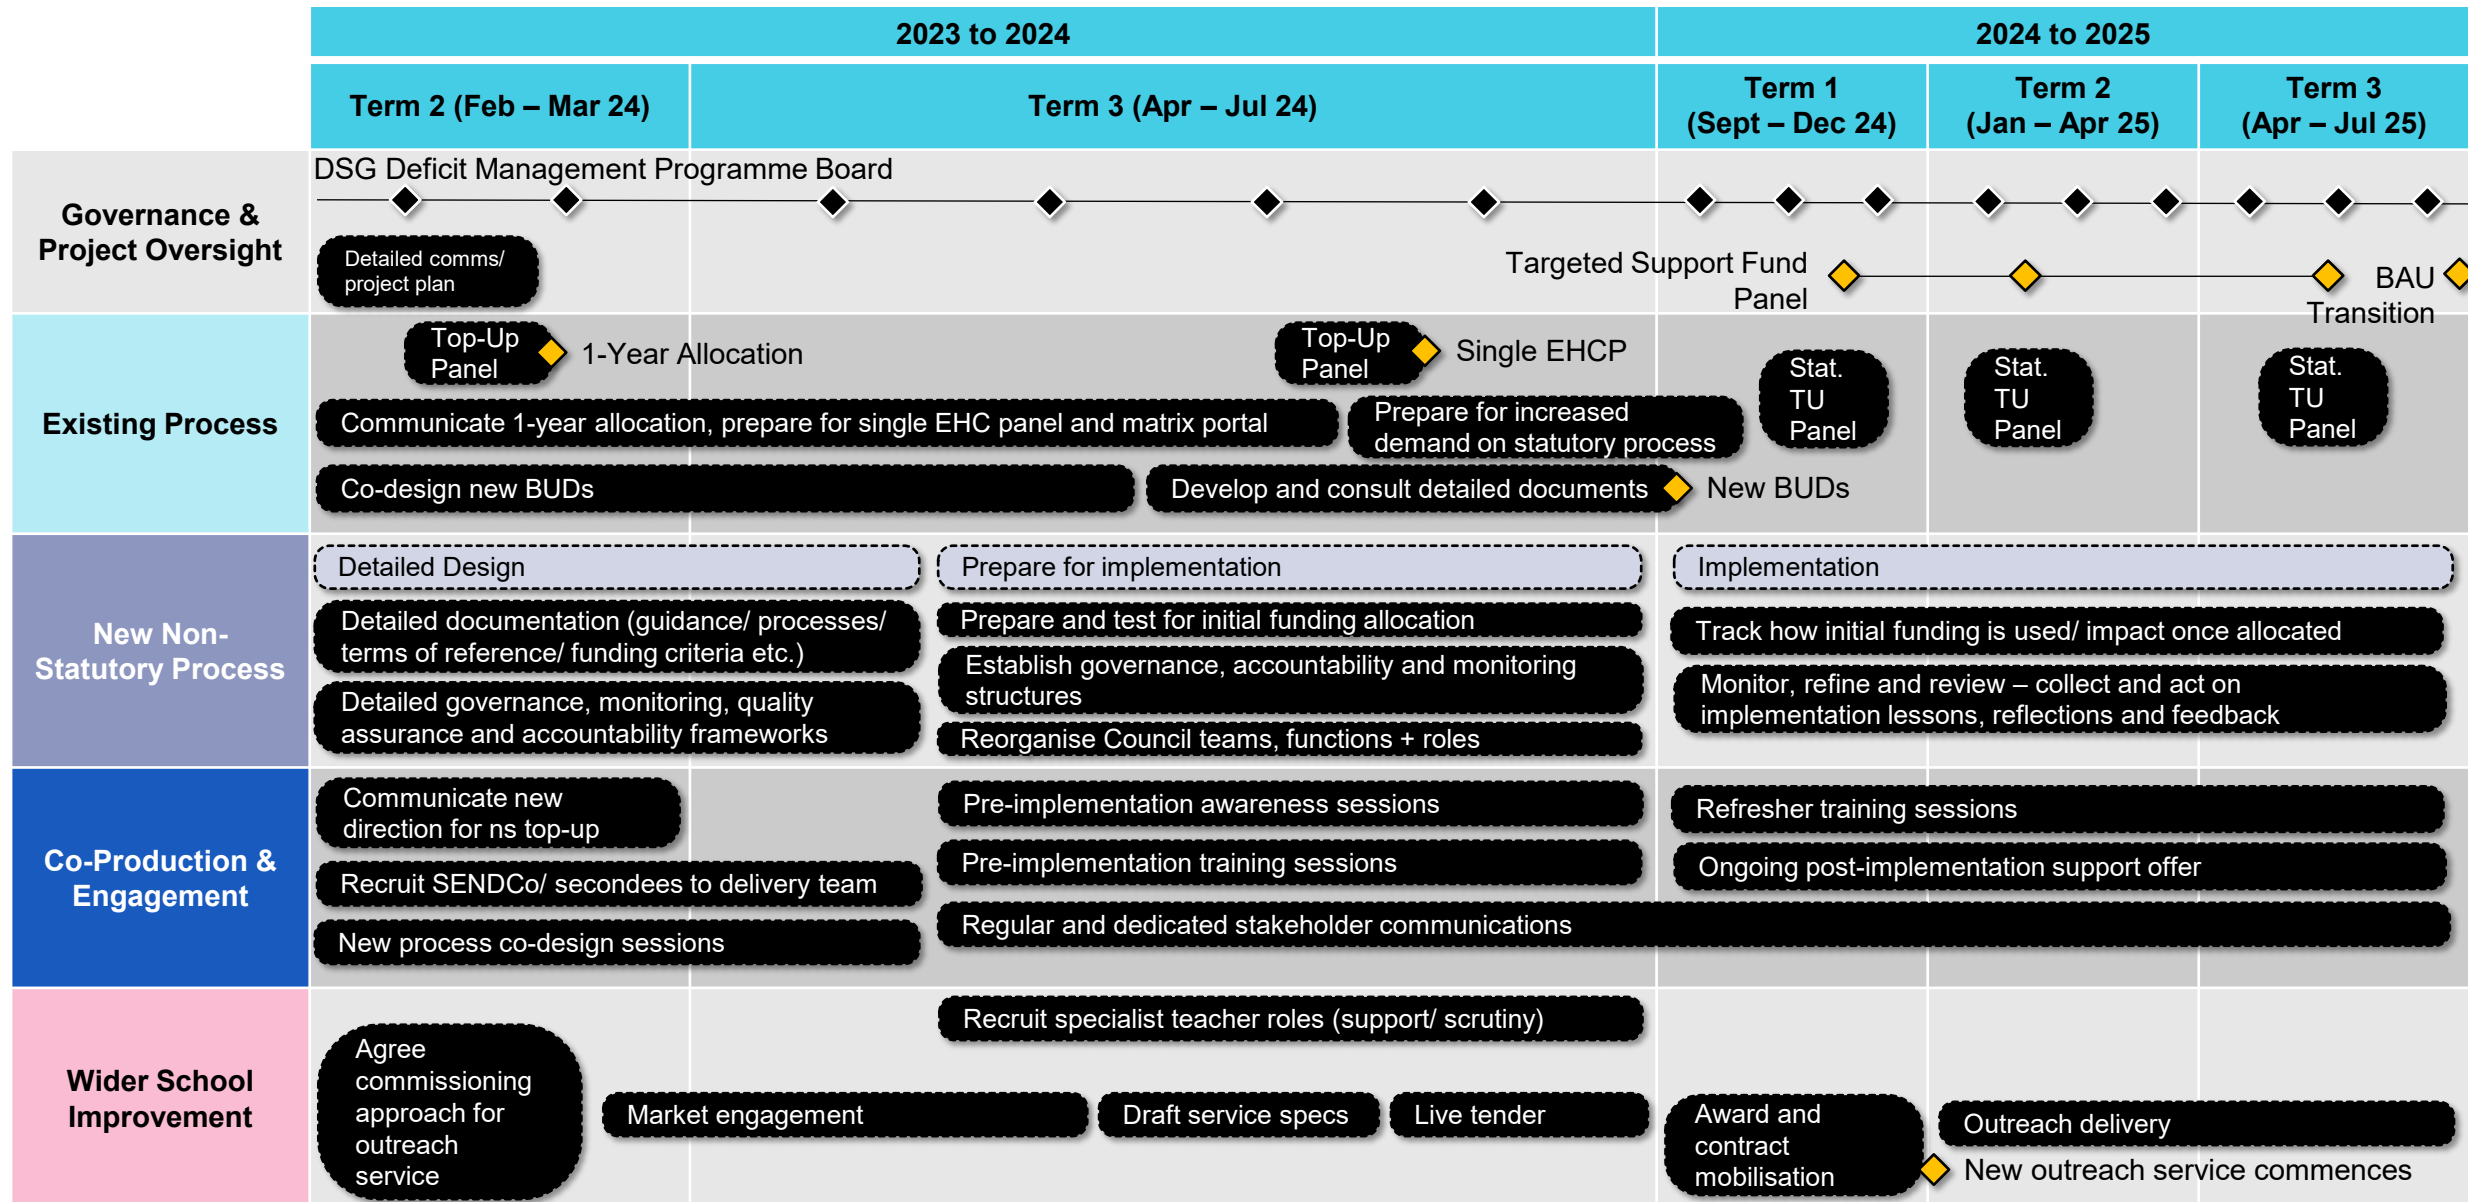 2023 to 2024
2024 to 2025
Term 2 (Feb – Mar 24)
Term 3 (Apr – Jul 24)
Term 1
(Sept – Dec 24)
Term 2
(Jan – Apr 25)
Term 3
(Apr – Jul 25)
Governance &
Project Oversight
DSG Deficit Management Programme Board
Detailed comms/
project plan
Targeted Support Fund
Panel
BAU
Transition
Existing Process
Top-Up
Panel
1-Year Allocation
Top-Up
Panel
Single EHCP
Stat.
TU
Panel
Stat.
TU
Panel
Stat.
TU
Panel
Communicate 1-year allocation, prepare for single EHC panel and matrix portal
Prepare for increased
demand on statutory process
Co-design new BUDs
Develop and consult detailed documents
New BUDs
New Non-
Statutory Process
Detailed Design
Prepare for implementation
Implementation
Detailed documentation (guidance/ processes/
terms of reference/ funding criteria etc.)
Detailed governance, monitoring, quality
assurance and accountability frameworks
Prepare and test for initial funding allocation
Establish governance, accountability and monitoring
structures
Reorganise Council teams, functions + roles
Track how initial funding is used/ impact once allocated
Monitor, refine and review – collect and act on
implementation lessons, reflections and feedback
Co-Production &
Engagement
Communicate new
direction for ns top-up
Recruit SENDCo/ secondees to delivery team
New process co-design sessions
Pre-implementation awareness sessions
Pre-implementation training sessions
Regular and dedicated stakeholder communications
Refresher training sessions
Ongoing post-implementation support offer
Wider School
Improvement
Agree
commissioning
approach for
outreach
service
Recruit specialist teacher roles (support/ scrutiny)
Market engagement
Draft service specs
Live tender
Award and
contract
mobilisation
Outreach delivery
New outreach service commences